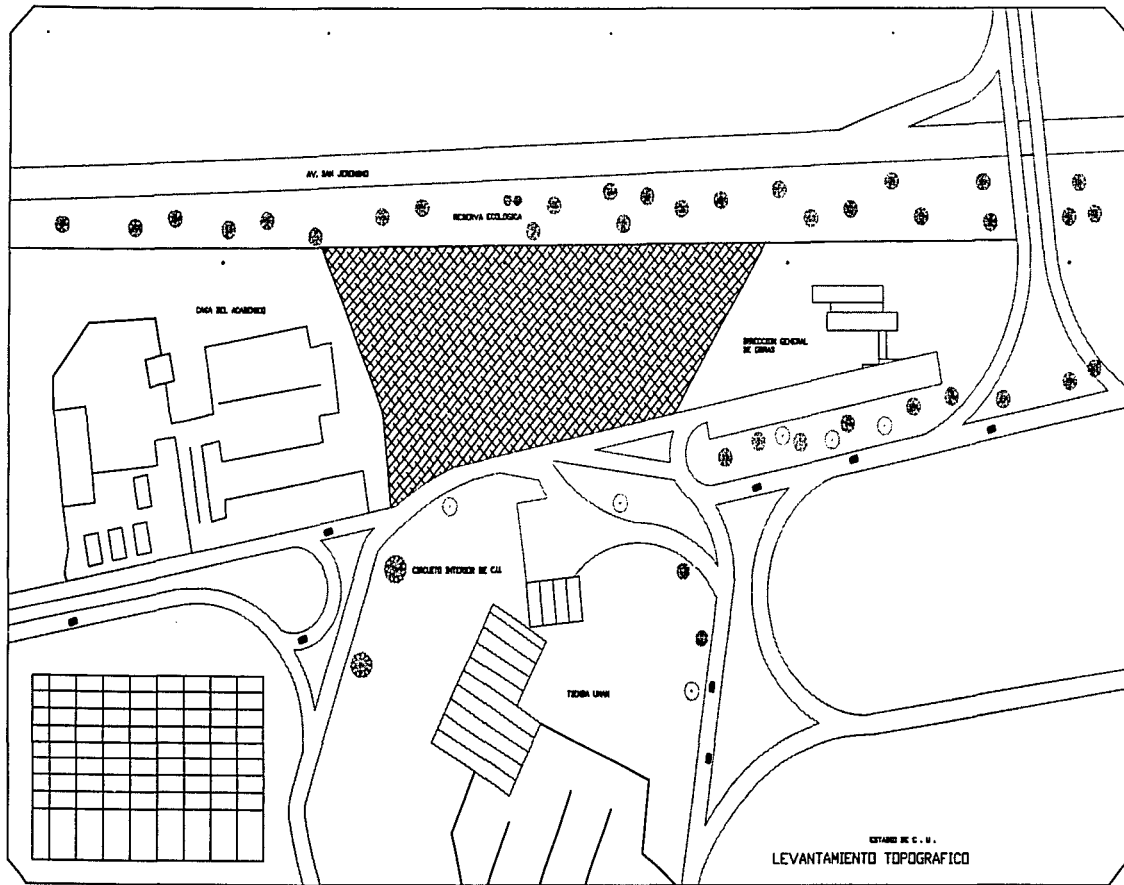 AV. SAN JERONIMO
RESERVA ECOLOGICA
CASA DEL ACADEMICO
DIRECCION GENERAL
DE OBRAS
CIRCUITO INTERIOR DE C.U.
TIENDA UNAM
ESTADIO DE C.U.
LEVANTAMIENTO TOPOGRAFICO